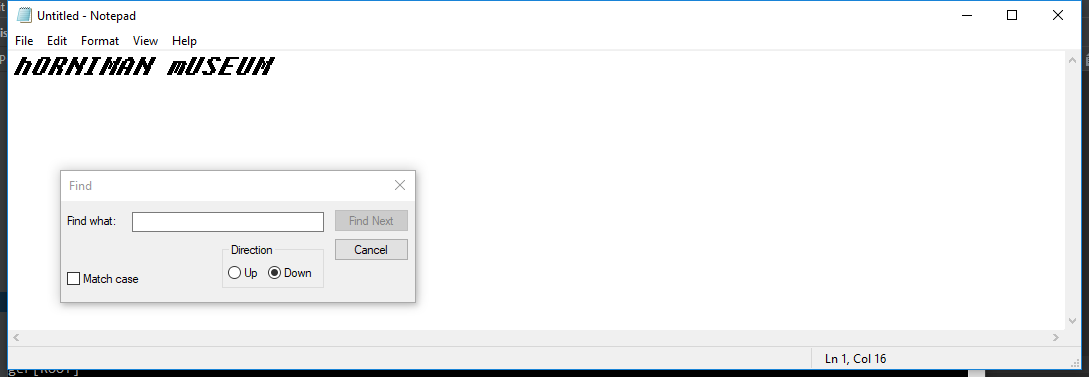 Untitled - Notepad
File Edit Format View Help
hORNIMAN mUSEUM
Find
Find what:
Find Next
Direction
Cancel
Up Down
Match case
Ln 1, Col 16